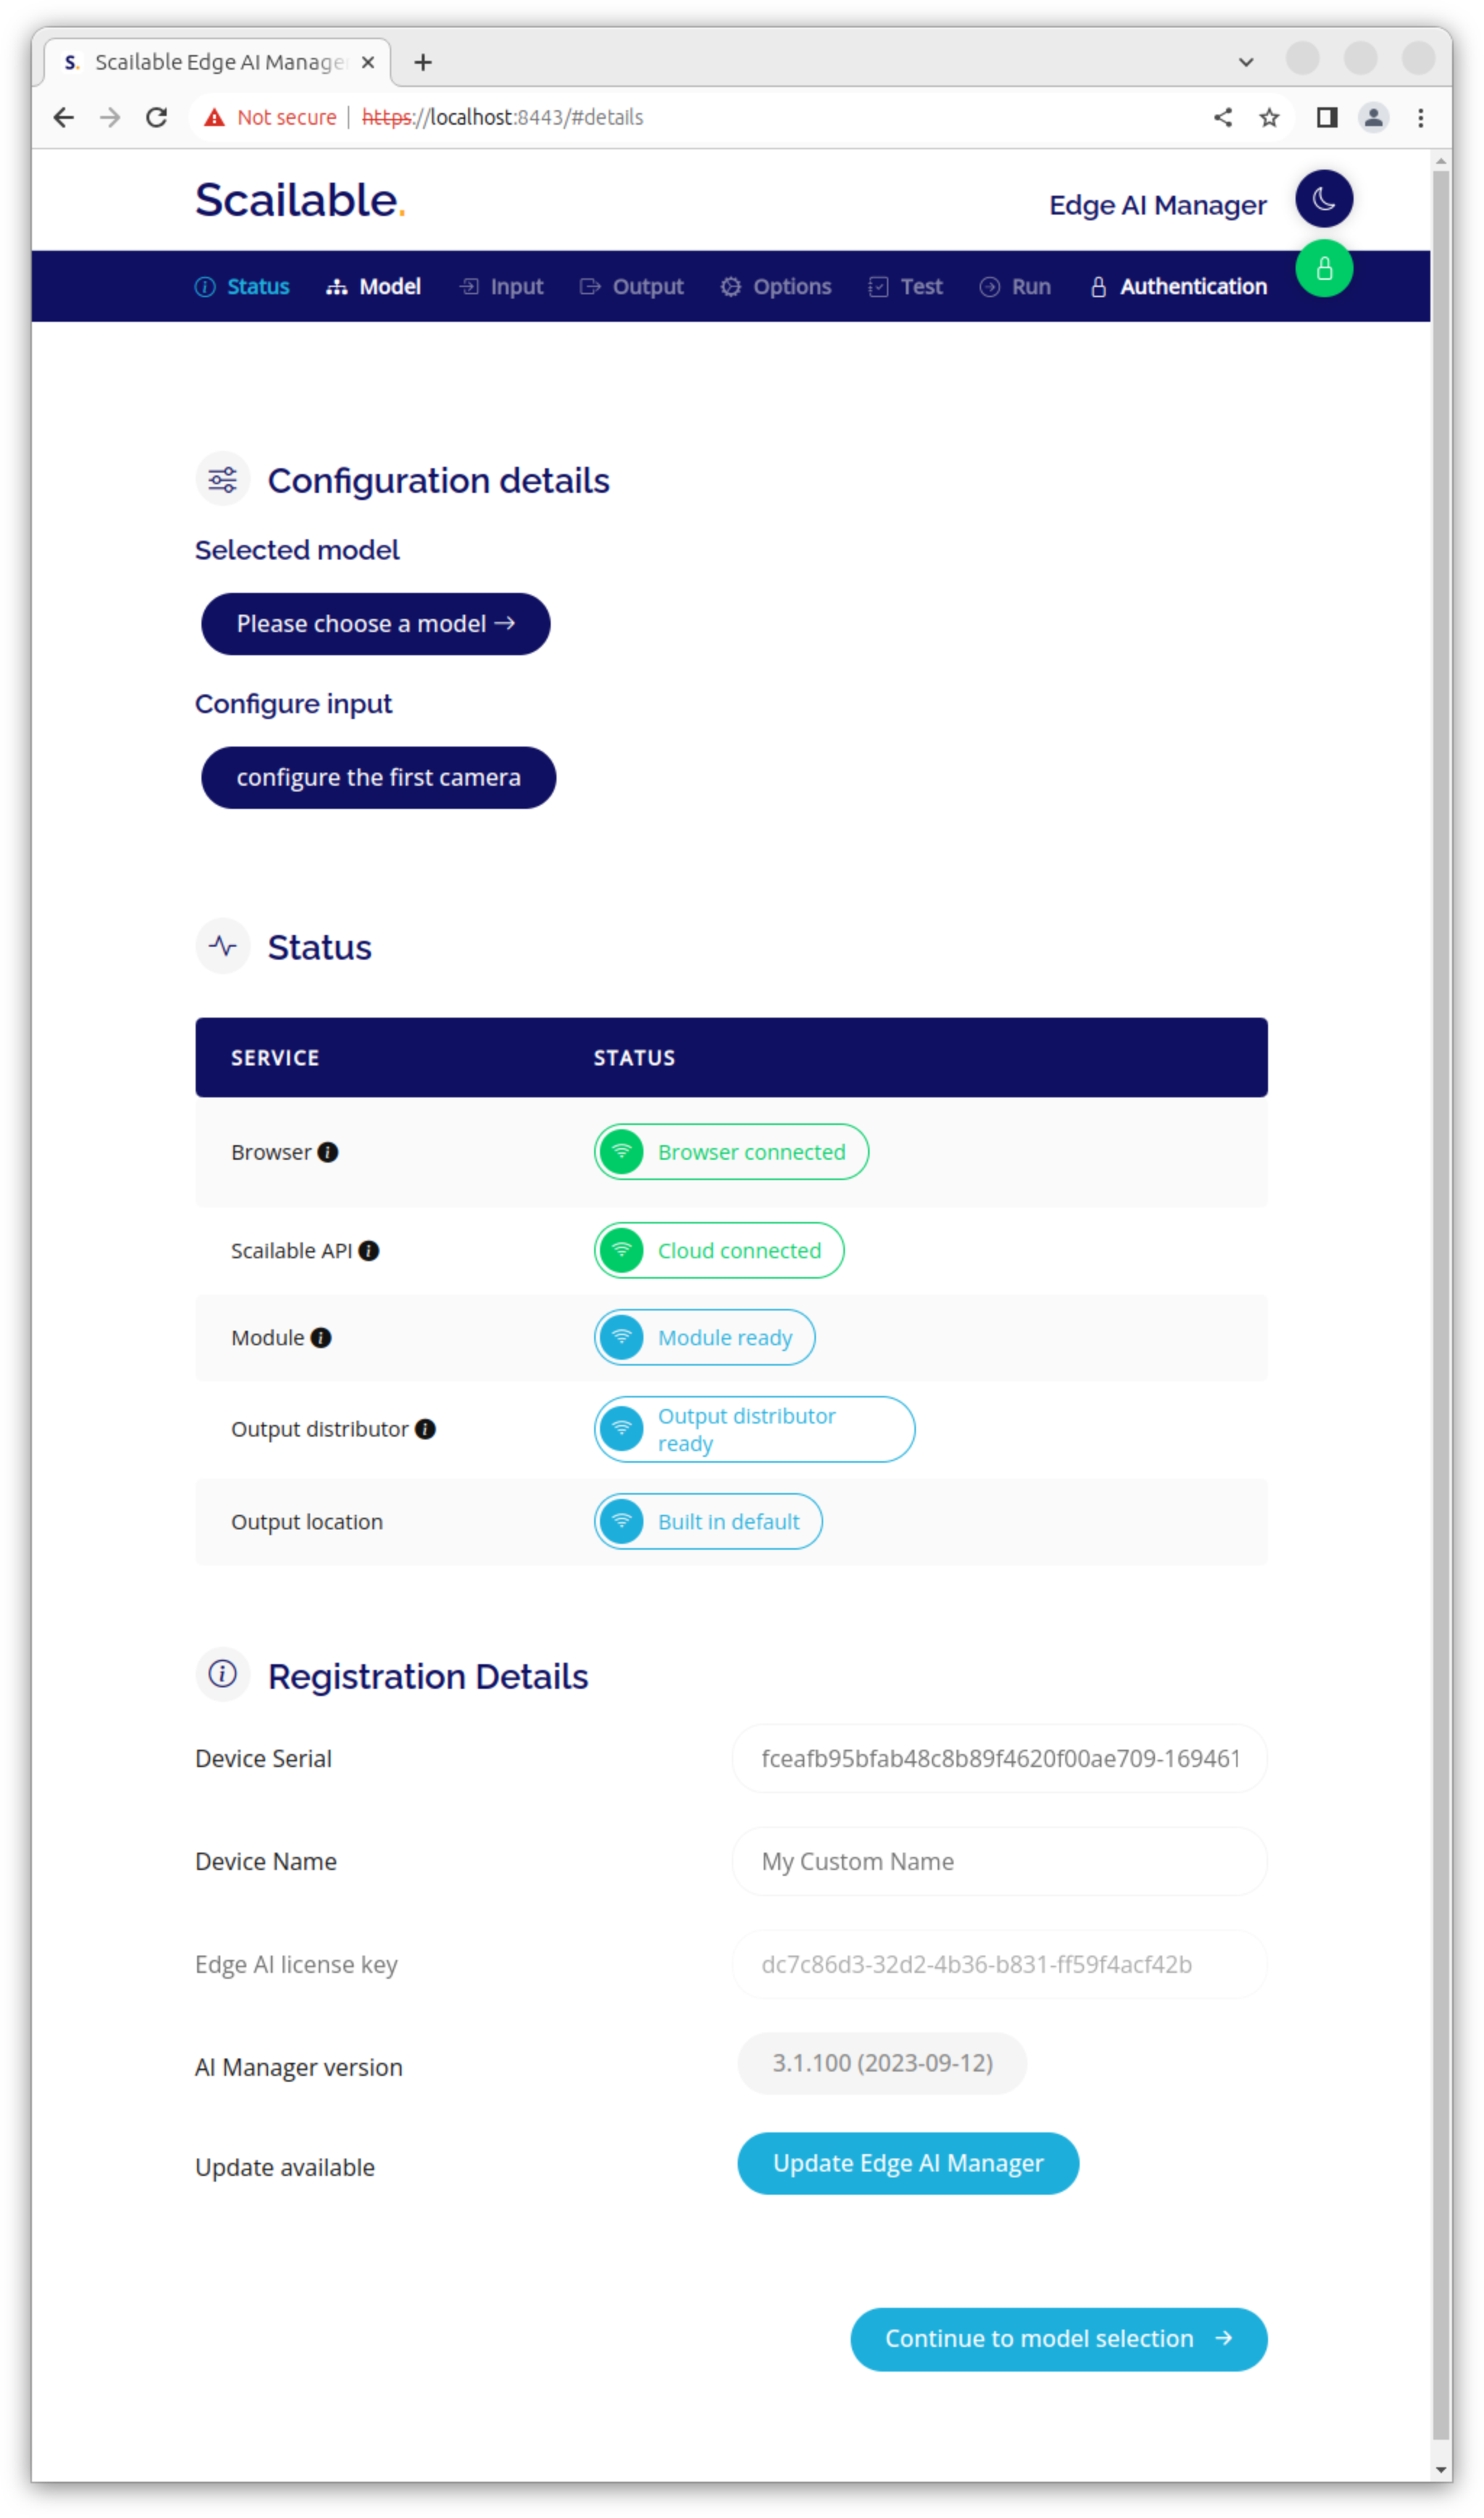 S. Scailable Edge AI Manage
Not secure | https://localhost:8443/#details
Scailable.
Edge AI Manager
Status Model Input Output Options Test Run Authentication
Configuration details
Selected model
Please choose a model →
Configure input
configure the first camera
Status
SERVICE STATUS
Browser Browser connected
Scailable API Cloud connected
Module Module ready
Output distributor Output distributor
ready
Output location Built in default
Registration Details
Device Serial fceafb95bfab48c8b89f4620f00ae709-169461
Device Name My Custom Name
Edge AI license key dc7c86d3-32d2-4b36-b831-ff59f4acf42b
AI Manager version 3.1.100 (2023-09-12)
Update available Update Edge AI Manager
Continue to model selection →